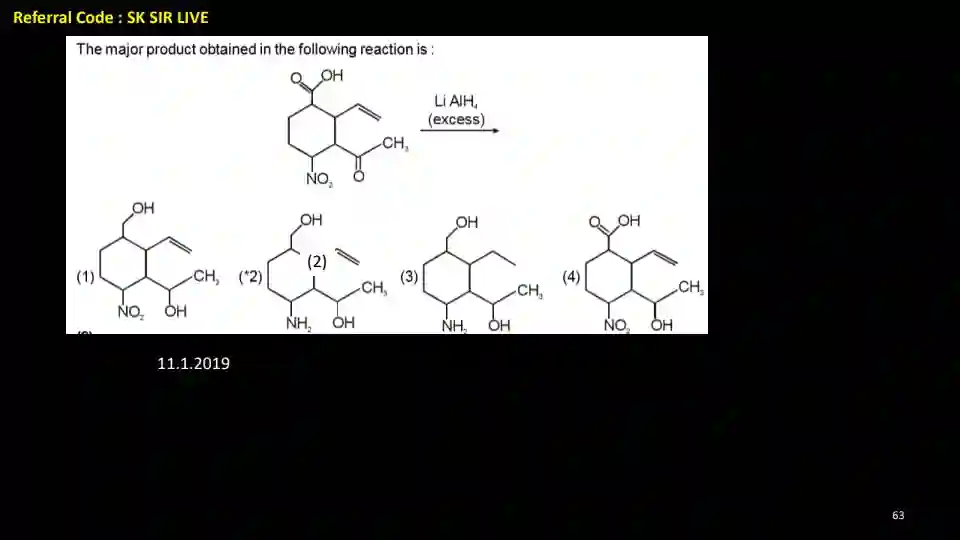 Referral Code : SK SIR LIVE
The major product obtained in the following reaction is :
O OH
Li AlH4
(excess)
CH3
NO2 O
OH OH OH O OH
(1) CH3 (*2) (2) CH3 (3) CH3 (4) CH3
NO2 OH NH2 OH NH2 OH NO2 OH
11.1.2019
63